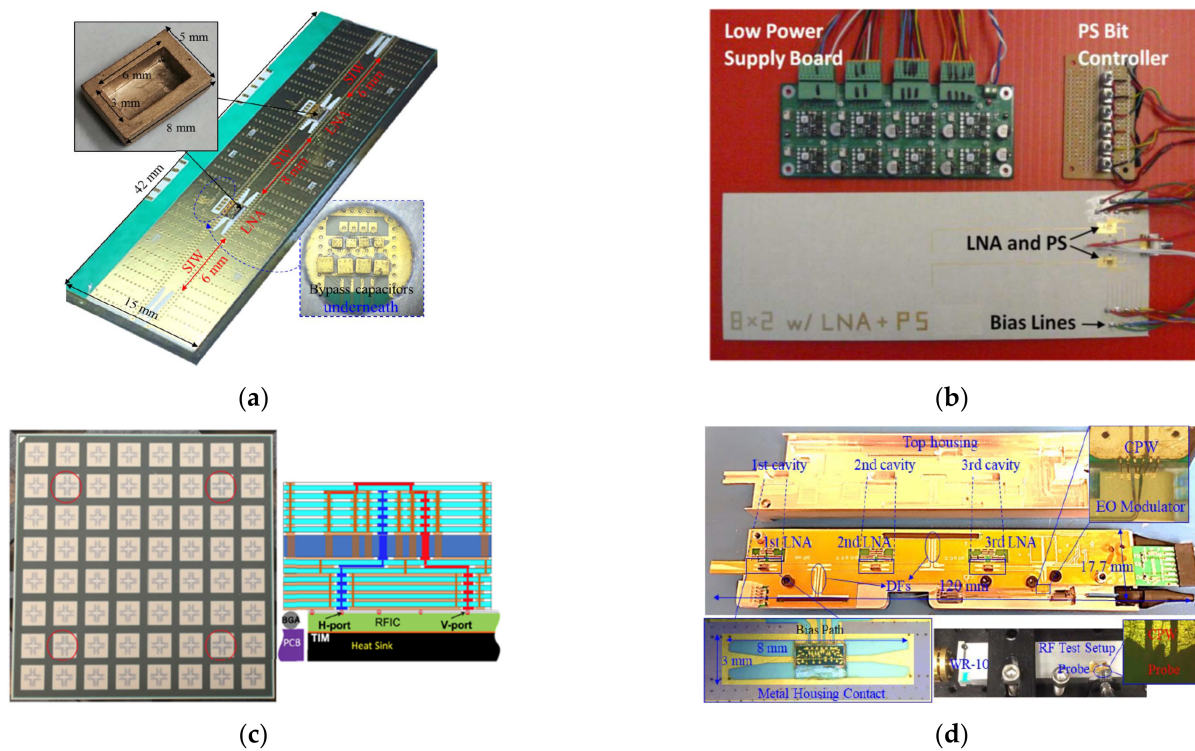 5 mm
6 mm
3 mm
8 mm
42 mm
15 mm
SIW
LNA
SIW
LNA
SIW
6 mm
Bypass capacitors
underneath
(a)
Low Power
Supply Board
PS Bit
Controller
LNA and PS
Bias Lines
8×2 w/ LNA + PS
(b)
BGA
PCB
H-port
RFIC
V-port
TIM
Heat Sink
(c)
Top housing
1st cavity
2nd cavity
3rd cavity
CPW
EO Modulator
1st LNA
2nd LNA
3rd LNA
17.7 mm
DFs
120 mm
Bias Path
8 mm
3 mm
Metal Housing Contact
WR-10
RF Test Setup
Probe
CPW
Probe
(d)